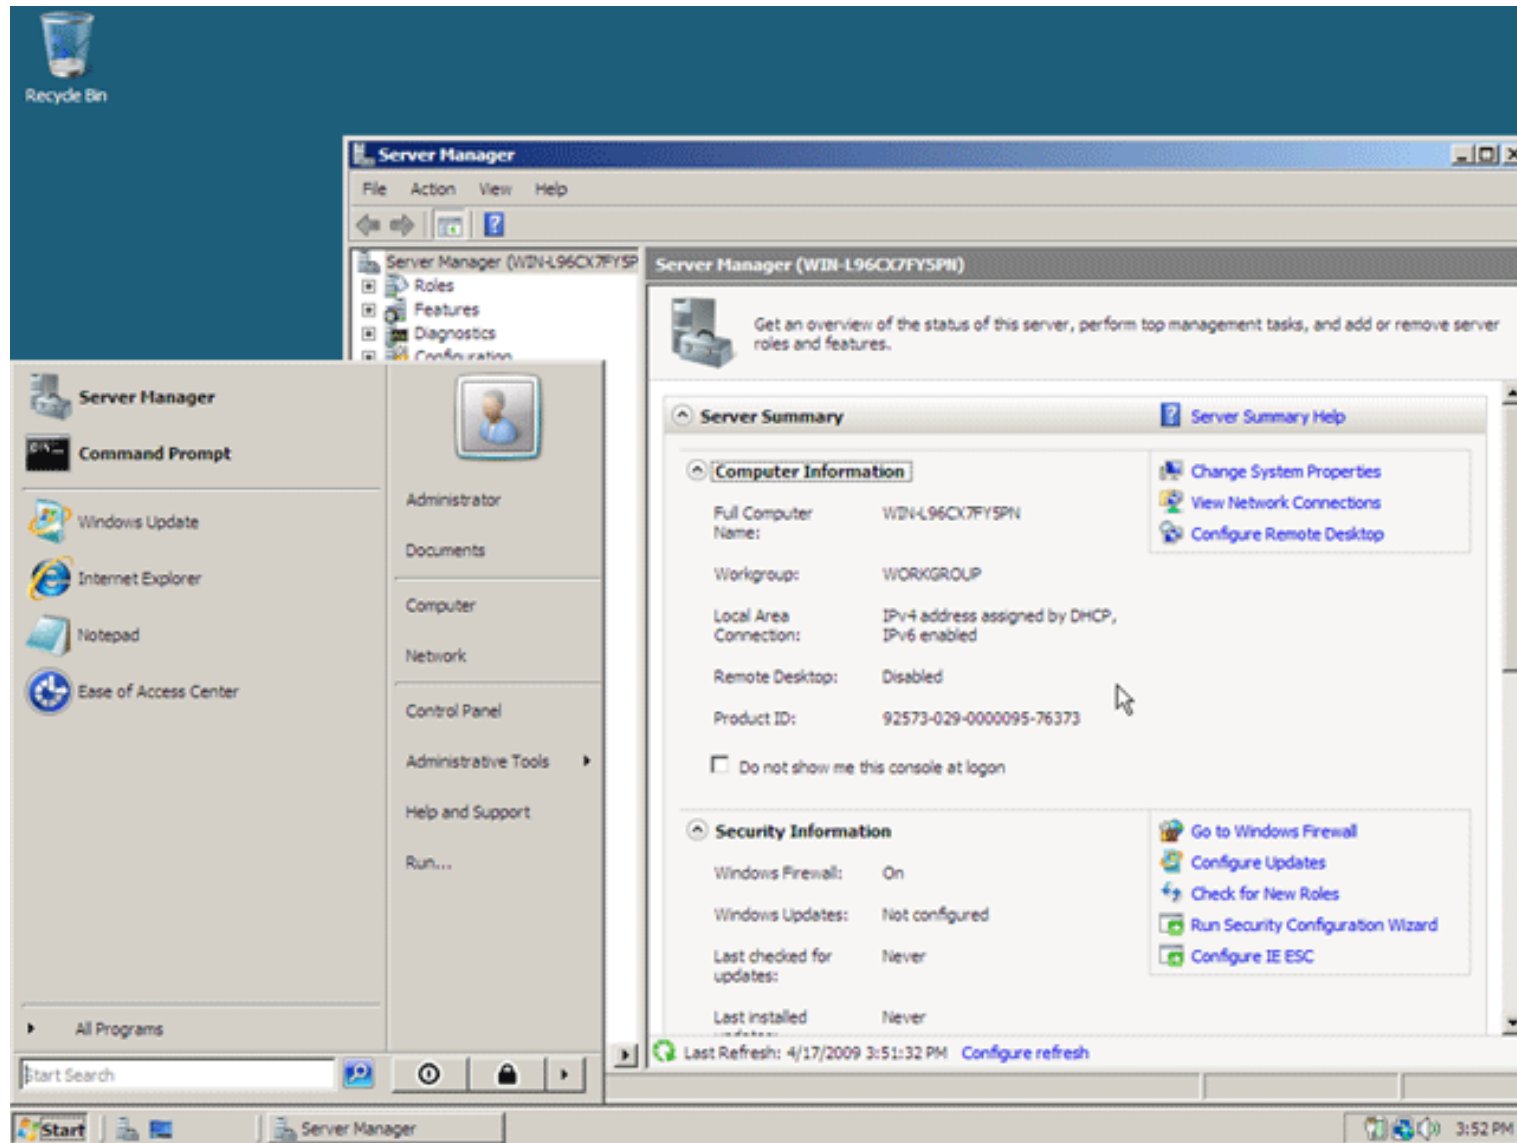 Recycle Bin
Server Manager
File Action View Help
Server Manager (WIN-L96CX7FY5P
Roles
Features
Diagnostics
Configuration
Server Manager (WIN-L96CX7FY5PN)
Get an overview of the status of this server, perform top management tasks, and add or remove server
roles and features.
Server Summary
Server Summary Help
Computer Information
Change System Properties
View Network Connections
Configure Remote Desktop
Full Computer
Name:
WIN-L96CX7FY5PN
Workgroup:
WORKGROUP
Local Area
Connection:
IPv4 address assigned by DHCP,
IPv6 enabled
Remote Desktop:
Disabled
Product ID:
92573-029-0000095-76373
Do not show me this console at logon
Security Information
Go to Windows Firewall
Configure Updates
Check for New Roles
Run Security Configuration Wizard
Configure IE ESC
Windows Firewall:
On
Windows Updates:
Not configured
Last checked for
updates:
Never
Last installed
Never
Last Refresh: 4/17/2009 3:51:32 PM Configure refresh
Server Manager
Command Prompt
Windows Update
Internet Explorer
Notepad
Ease of Access Center
All Programs
Start Search
Administrator
Documents
Computer
Network
Control Panel
Administrative Tools
Help and Support
Run...
Start
Server Manager
3:52 PM